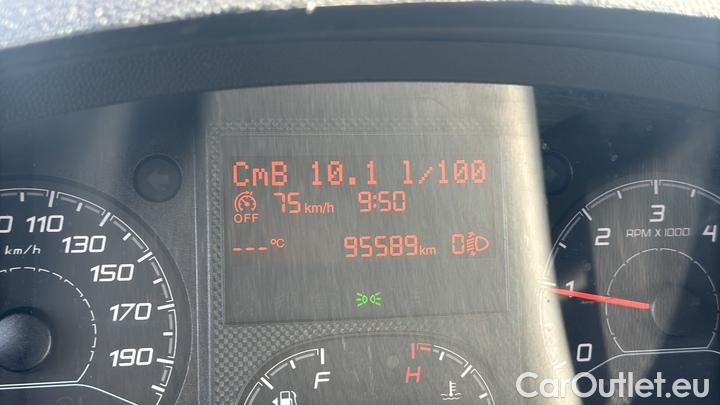 CmB 10.1 l/100
OFF 75 km/h 9:50
--- °C 95589 km 0
110
130
150
170
190
km/h
0
1
2
3
4
RPM X 1000
F
H
CarOutlet.eu